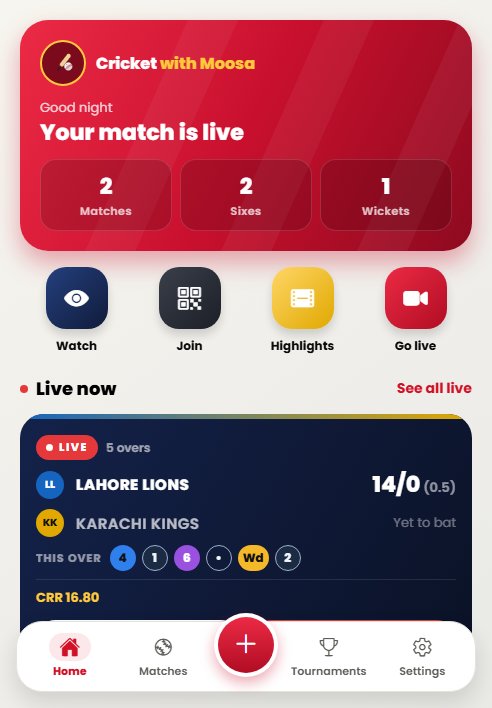 Cricket with Moosa
Good night
Your match is live
2 2 1
Matches Sixes Wickets
Watch Join Highlights Go live
Live now See all live
LIVE 5 overs
LL LAHORE LIONS 14/0 (0.5)
KK KARACHI KINGS Yet to bat
THIS OVER 4 1 6 • Wd 2
CRR 16.80
Home Matches Tournaments Settings